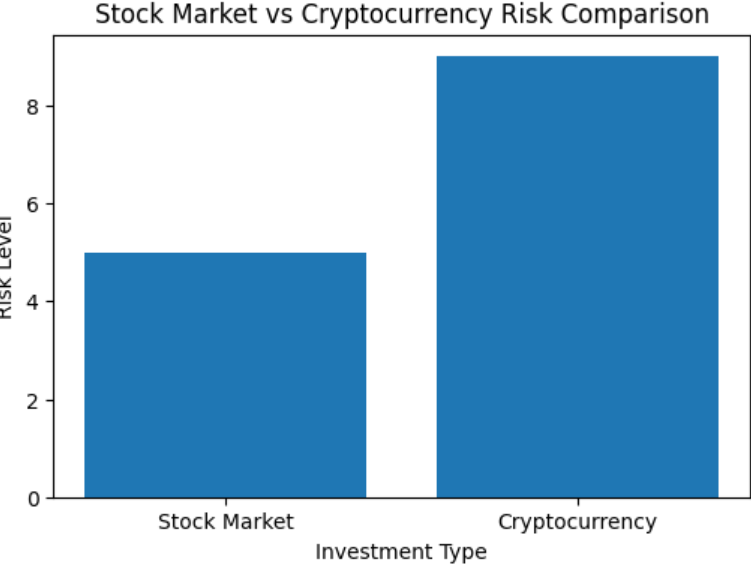 Stock Market vs Cryptocurrency Risk Comparison
8
6
4
2
0
Risk Level
Stock Market
Cryptocurrency
Investment Type